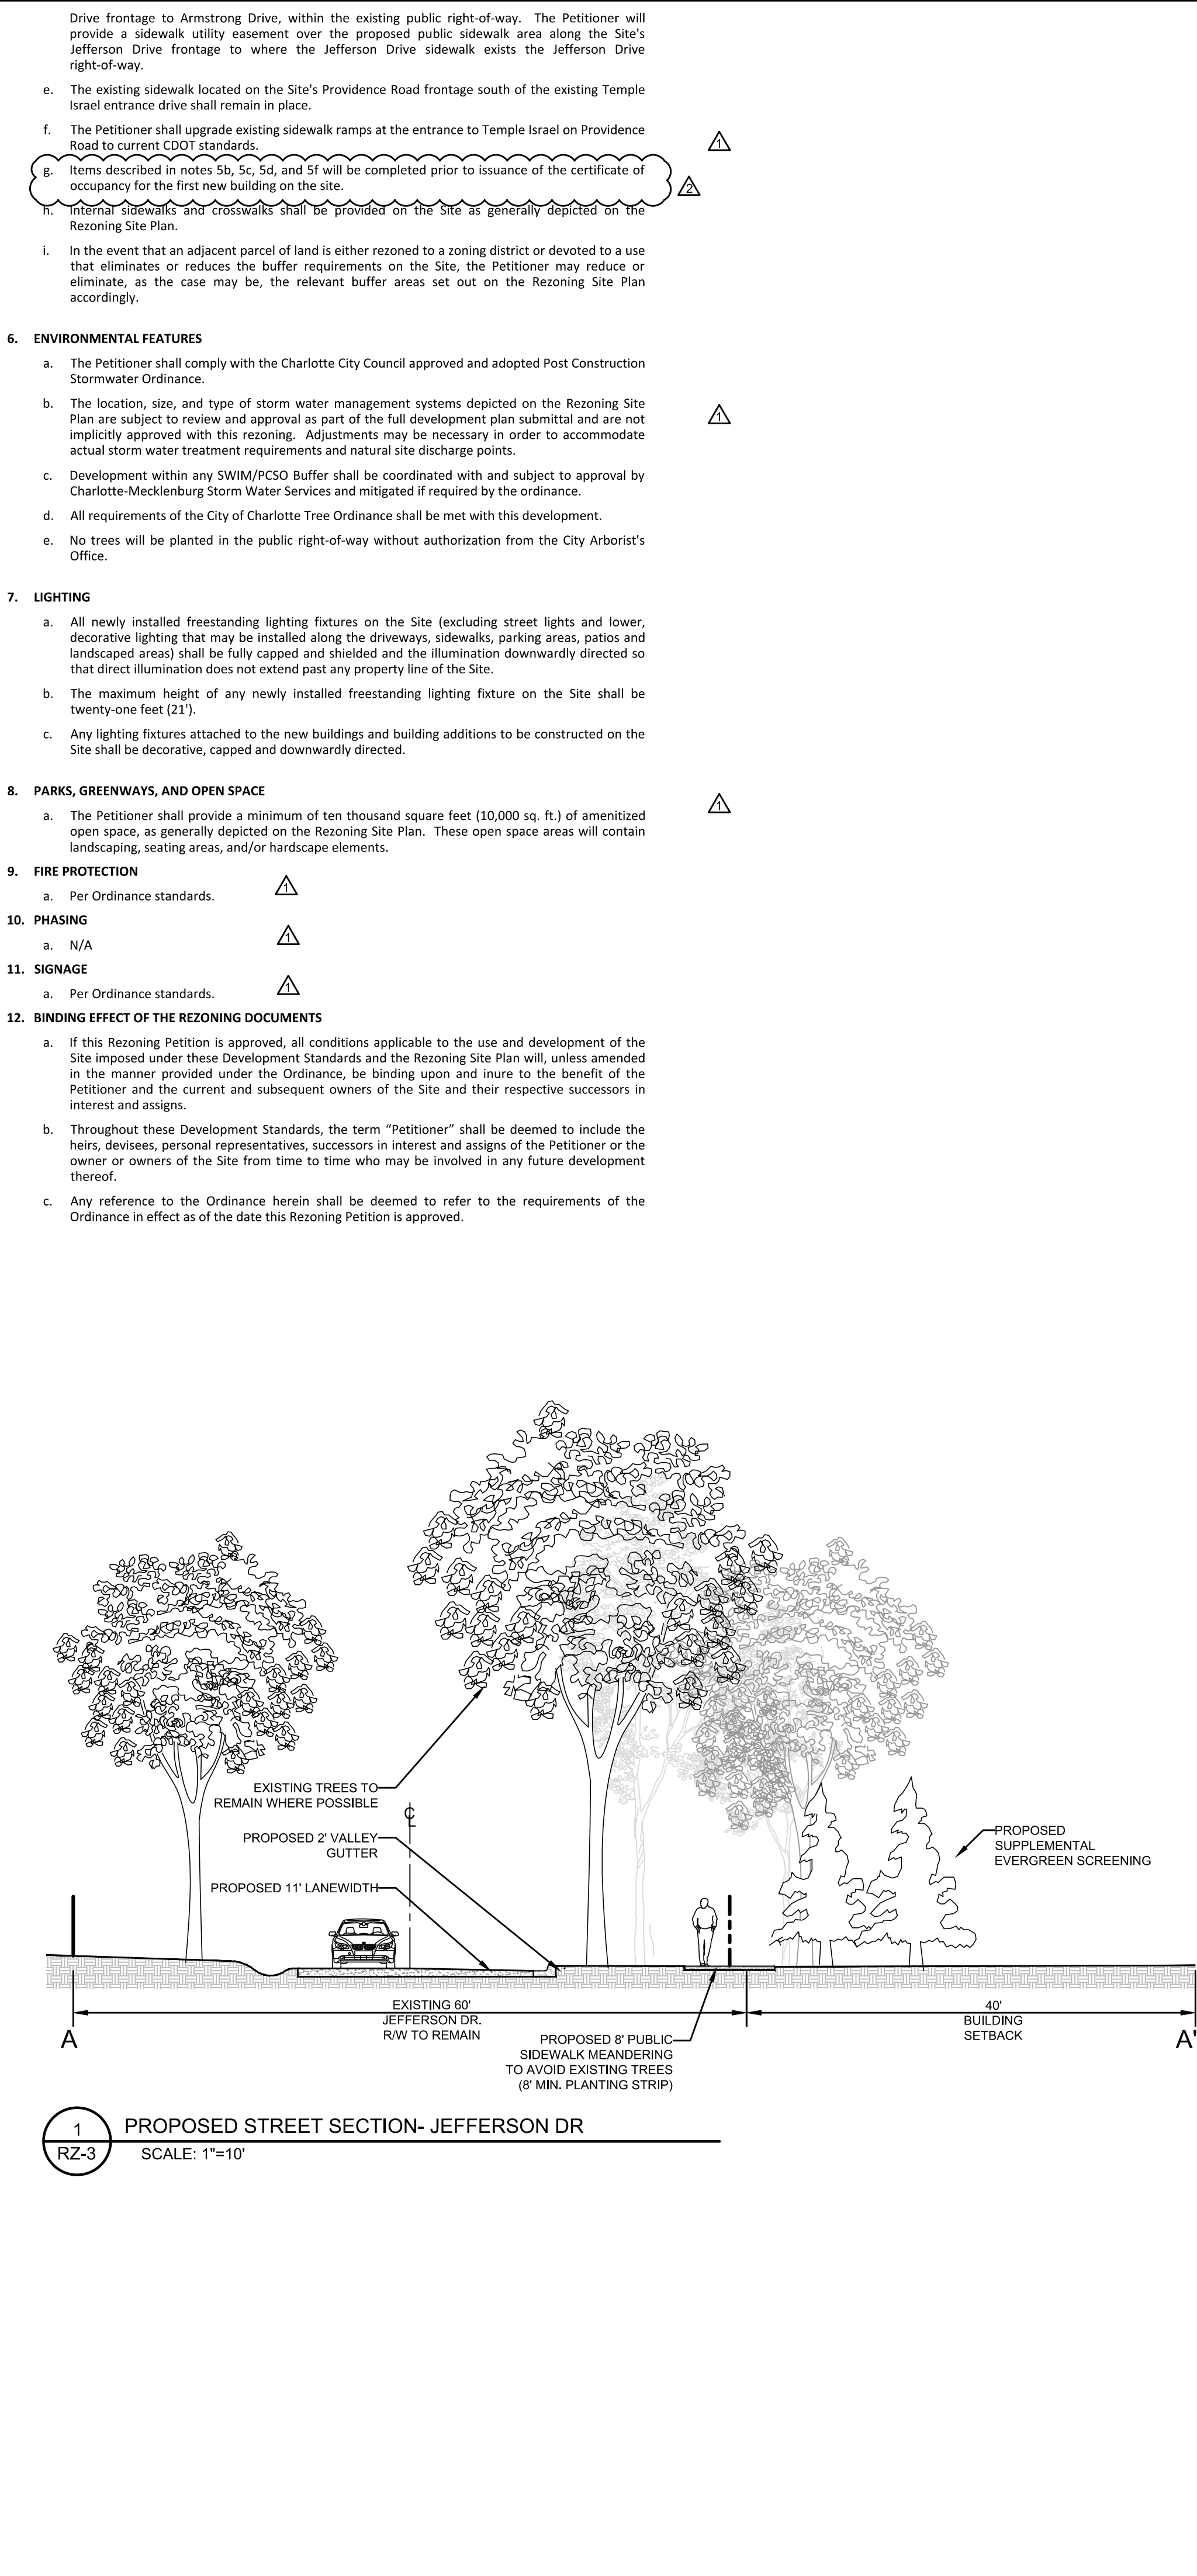 Drive frontage to Armstrong Drive, within the existing public right-of-way. The Petitioner will
provide a sidewalk utility easement over the proposed public sidewalk area along the Site's
Jefferson Drive frontage to where the Jefferson Drive sidewalk exists the Jefferson Drive
right-of-way.
e. The existing sidewalk located on the Site's Providence Road frontage south of the existing Temple
Israel entrance drive shall remain in place.
f. The Petitioner shall upgrade existing sidewalk ramps at the entrance to Temple Israel on Providence
Road to current CDOT standards.
1
g. Items described in notes 5b, 5c, 5d, and 5f will be completed prior to issuance of the certificate of
occupancy for the first new building on the site.
2
h. Internal sidewalks and crosswalks shall be provided on the Site as generally depicted on the
Rezoning Site Plan.
i. In the event that an adjacent parcel of land is either rezoned to a zoning district or devoted to a use
that eliminates or reduces the buffer requirements on the Site, the Petitioner may reduce or
eliminate, as the case may be, the relevant buffer areas set out on the Rezoning Site Plan
accordingly.
6. ENVIRONMENTAL FEATURES
a. The Petitioner shall comply with the Charlotte City Council approved and adopted Post Construction
Stormwater Ordinance.
b. The location, size, and type of storm water management systems depicted on the Rezoning Site
Plan are subject to review and approval as part of the full development plan submittal and are not
implicitly approved with this rezoning. Adjustments may be necessary in order to accommodate
actual storm water treatment requirements and natural site discharge points.
1
c. Development within any SWIM/PCSO Buffer shall be coordinated with and subject to approval by
Charlotte-Mecklenburg Storm Water Services and mitigated if required by the ordinance.
d. All requirements of the City of Charlotte Tree Ordinance shall be met with this development.
e. No trees will be planted in the public right-of-way without authorization from the City Arborist's
Office.
7. LIGHTING
a. All newly installed freestanding lighting fixtures on the Site (excluding street lights and lower,
decorative lighting that may be installed along the driveways, sidewalks, parking areas, patios and
landscaped areas) shall be fully capped and shielded and the illumination downwardly directed so
that direct illumination does not extend past any property line of the Site.
b. The maximum height of any newly installed freestanding lighting fixture on the Site shall be
twenty-one feet (21').
c. Any lighting fixtures attached to the new buildings and building additions to be constructed on the
Site shall be decorative, capped and downwardly directed.
8. PARKS, GREENWAYS, AND OPEN SPACE
1
a. The Petitioner shall provide a minimum of ten thousand square feet (10,000 sq. ft.) of amenitized
open space, as generally depicted on the Rezoning Site Plan. These open space areas will contain
landscaping, seating areas, and/or hardscape elements.
9. FIRE PROTECTION
1
a. Per Ordinance standards.
10. PHASING
1
a. N/A
11. SIGNAGE
1
a. Per Ordinance standards.
12. BINDING EFFECT OF THE REZONING DOCUMENTS
a. If this Rezoning Petition is approved, all conditions applicable to the use and development of the
Site imposed under these Development Standards and the Rezoning Site Plan will, unless amended
in the manner provided under the Ordinance, be binding upon and inure to the benefit of the
Petitioner and the current and subsequent owners of the Site and their respective successors in
interest and assigns.
b. Throughout these Development Standards, the term “Petitioner” shall be deemed to include the
heirs, devisees, personal representatives, successors in interest and assigns of the Petitioner or the
owner or owners of the Site from time to time who may be involved in any future development
thereof.
c. Any reference to the Ordinance herein shall be deemed to refer to the requirements of the
Ordinance in effect as of the date this Rezoning Petition is approved.
EXISTING TREES TO
REMAIN WHERE POSSIBLE
PROPOSED 2' VALLEY
GUTTER
PROPOSED 11' LANEWIDTH
PROPOSED
SUPPLEMENTAL
EVERGREEN SCREENING
EXISTING 60'
JEFFERSON DR.
R/W TO REMAIN
40'
BUILDING
SETBACK
A
A'
PROPOSED 8' PUBLIC
SIDEWALK MEANDERING
TO AVOID EXISTING TREES
(8' MIN. PLANTING STRIP)
1
RZ-3
PROPOSED STREET SECTION- JEFFERSON DR
SCALE: 1"=10'